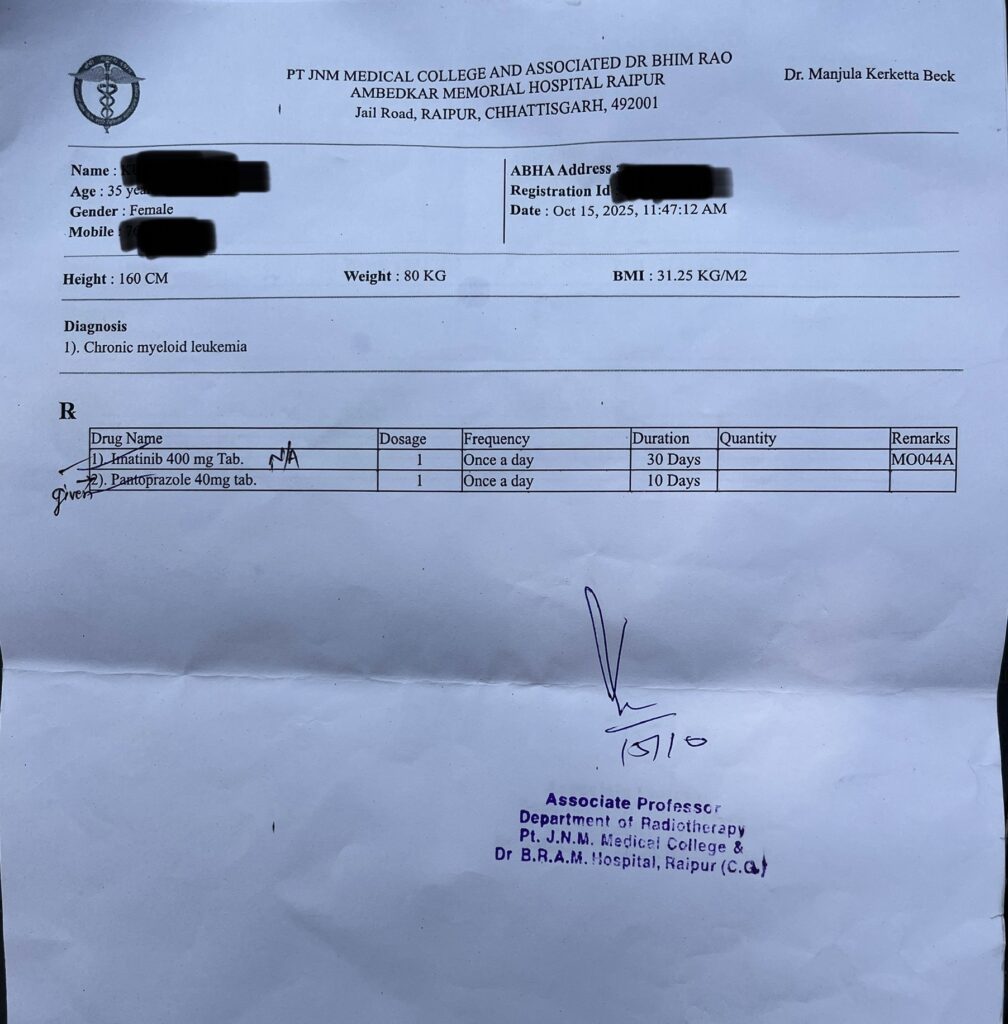 PT JNM MEDICAL COLLEGE AND ASSOCIATED DR BHIM RAO
AMBEDKAR MEMORIAL HOSPITAL RAIPUR
Jail Road, RAIPUR, CHHATTISGARH, 492001
Dr. Manjula Kerketta Beck
Name :
Age : 35
Gender : Female
Mobile
ABHA Address
Registration Id
Date : Oct 15, 2025, 11:47:12 AM
Height : 160 CM Weight : 80 KG BMI : 31.25 KG/M2
Diagnosis
1). Chronic myeloid leukemia
℞
Drug Name Dosage Frequency Duration Quantity Remarks
1). Imatinib 400 mg Tab. N/A 1 Once a day 30 Days MO044A
given 2). Pantoprazole 40mg tab. 1 Once a day 10 Days
15/10
Associate Professor
Department of Radiotherapy
Pt. J.N.M. Medical College &
Dr B.R.A.M. Hospital, Raipur (C.G.)